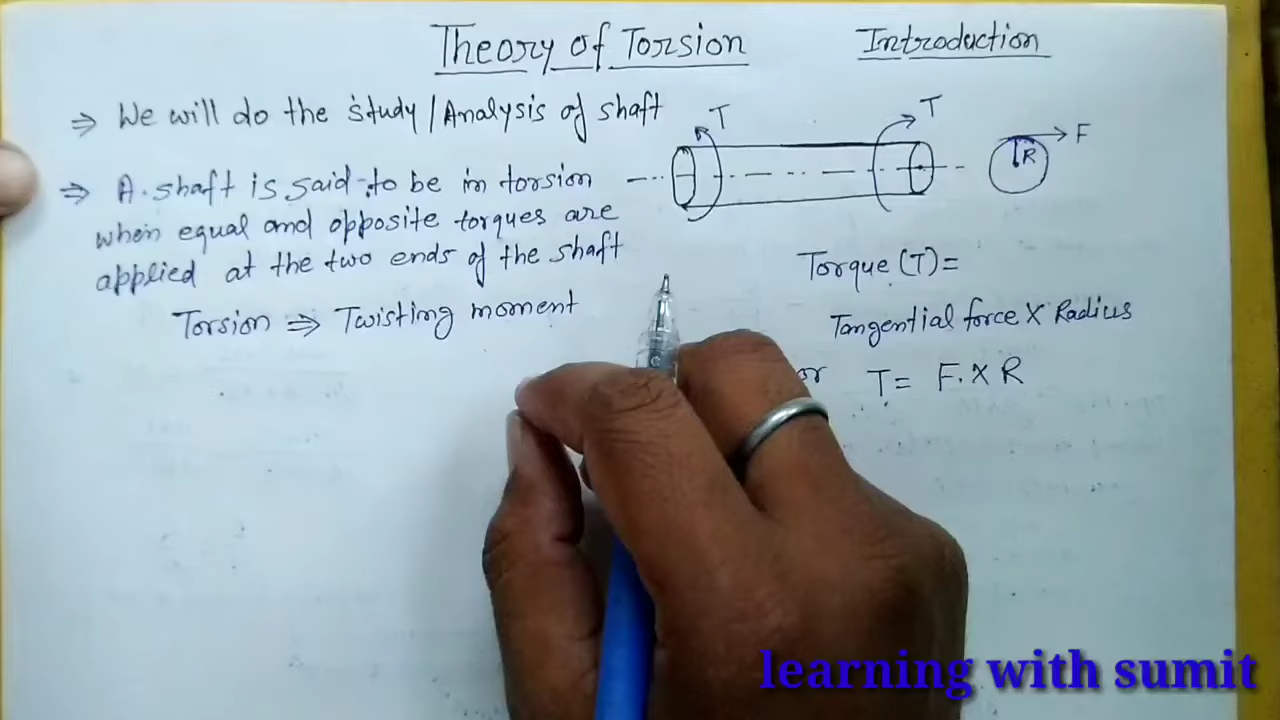 Theory of Torsion
Introduction
⇒ We will do the study/Analysis of shaft
⇒ A shaft is said to be in torsion
when equal and opposite torques are
applied at the two ends of the shaft
Torsion ⇒ Twisting moment
T
T
F
R
Torque (T) =
Tangential force X Radius
or T = F. X R
learning with sumit